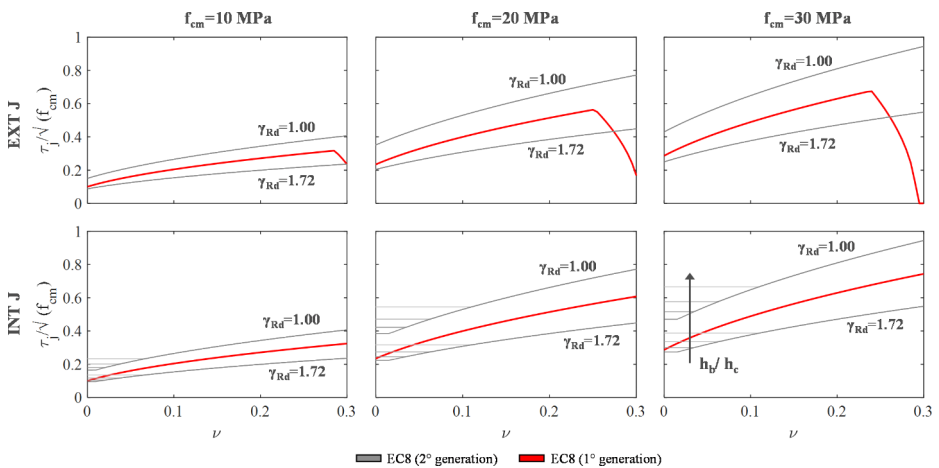 f_cm=10 MPa f_cm=20 MPa f_cm=30 MPa
EXT J
τ_j/√ (f_cm)
1
0.8
0.6
0.4
0.2
0
γ_Rd=1.00
γ_Rd=1.72
γ_Rd=1.00
γ_Rd=1.72
γ_Rd=1.00
γ_Rd=1.72
INT J
τ_j/√ (f_cm)
1
0.8
0.6
0.4
0.2
0
γ_Rd=1.00
γ_Rd=1.72
γ_Rd=1.00
γ_Rd=1.72
γ_Rd=1.00
γ_Rd=1.72
h_b/ h_c
0 0.1 0.2 0.3 0 0.1 0.2 0.3 0 0.1 0.2 0.3
ν ν ν
EC8 (2° generation) EC8 (1° generation)